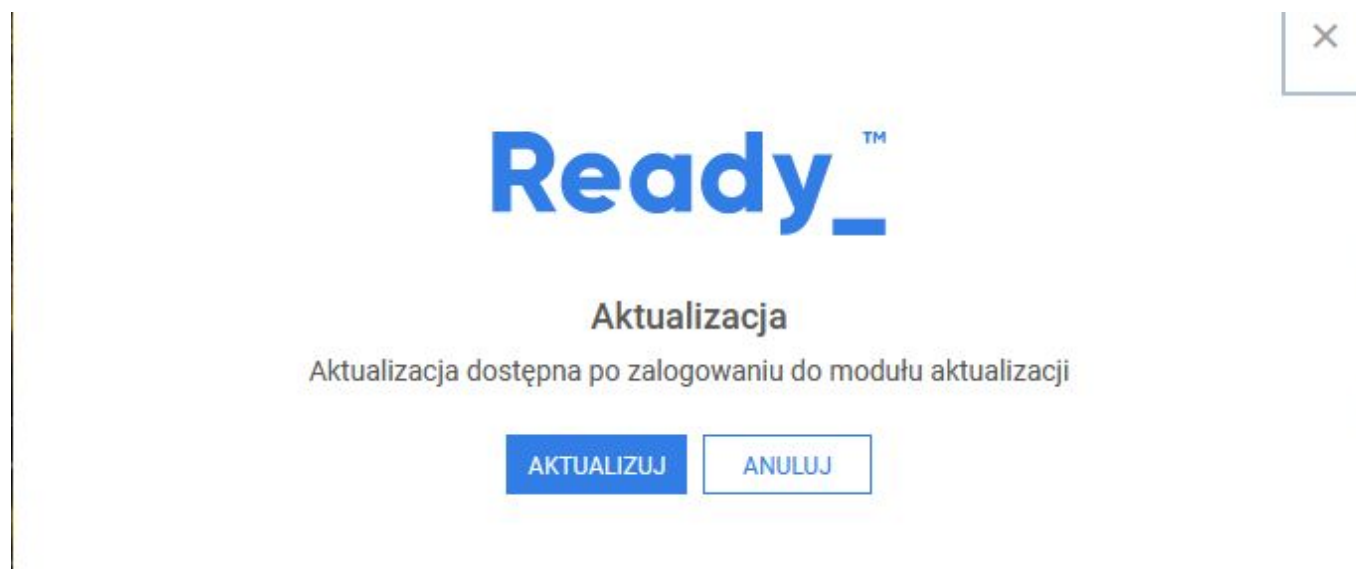 Ready_™
Aktualizacja
Aktualizacja dostępna po zalogowaniu do modułu aktualizacji
AKTUALIZUJ ANULUJ